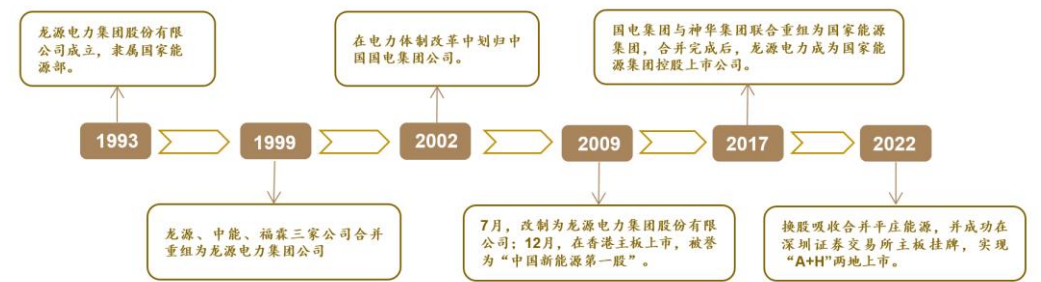 龙源电力集团股份有限
公司成立，隶属国家能
源部。
在电力体制改革中划归中
国国电集团公司。
国电集团与神华集团联合重组为国家能源
集团，合并完成后，龙源电力成为国家能
源集团控股上市公司。
1993
1999
2002
2009
2017
2022
龙源、中能、福霖三家公司合并
重组为龙源电力集团公司
7月，改制为龙源电力集团股份有限
公司；12月，在香港主板上市，被誉
为“中国新能源第一股”。
换股吸收合并平庄能源，并成功在
深圳证券交易所主板挂牌，实现
“A+H”两地上市。